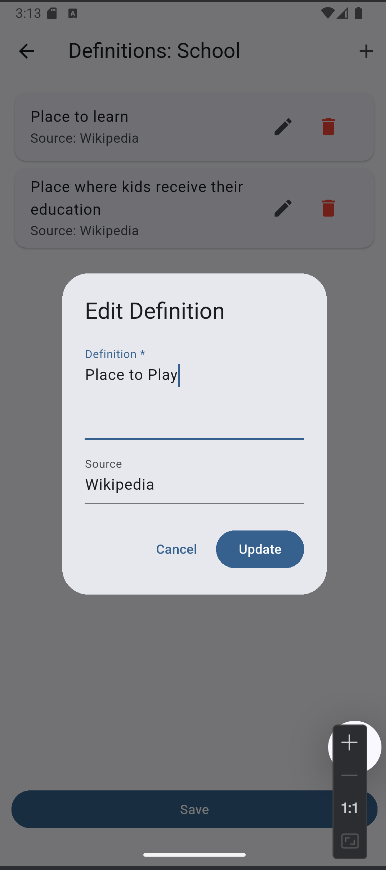 3:13
Definitions: School
Place to learn
Source: Wikipedia
Place where kids receive their
education
Source: Wikipedia
Edit Definition
Definition *
Place to Play
Source
Wikipedia
Cancel
Update
1:1
Save